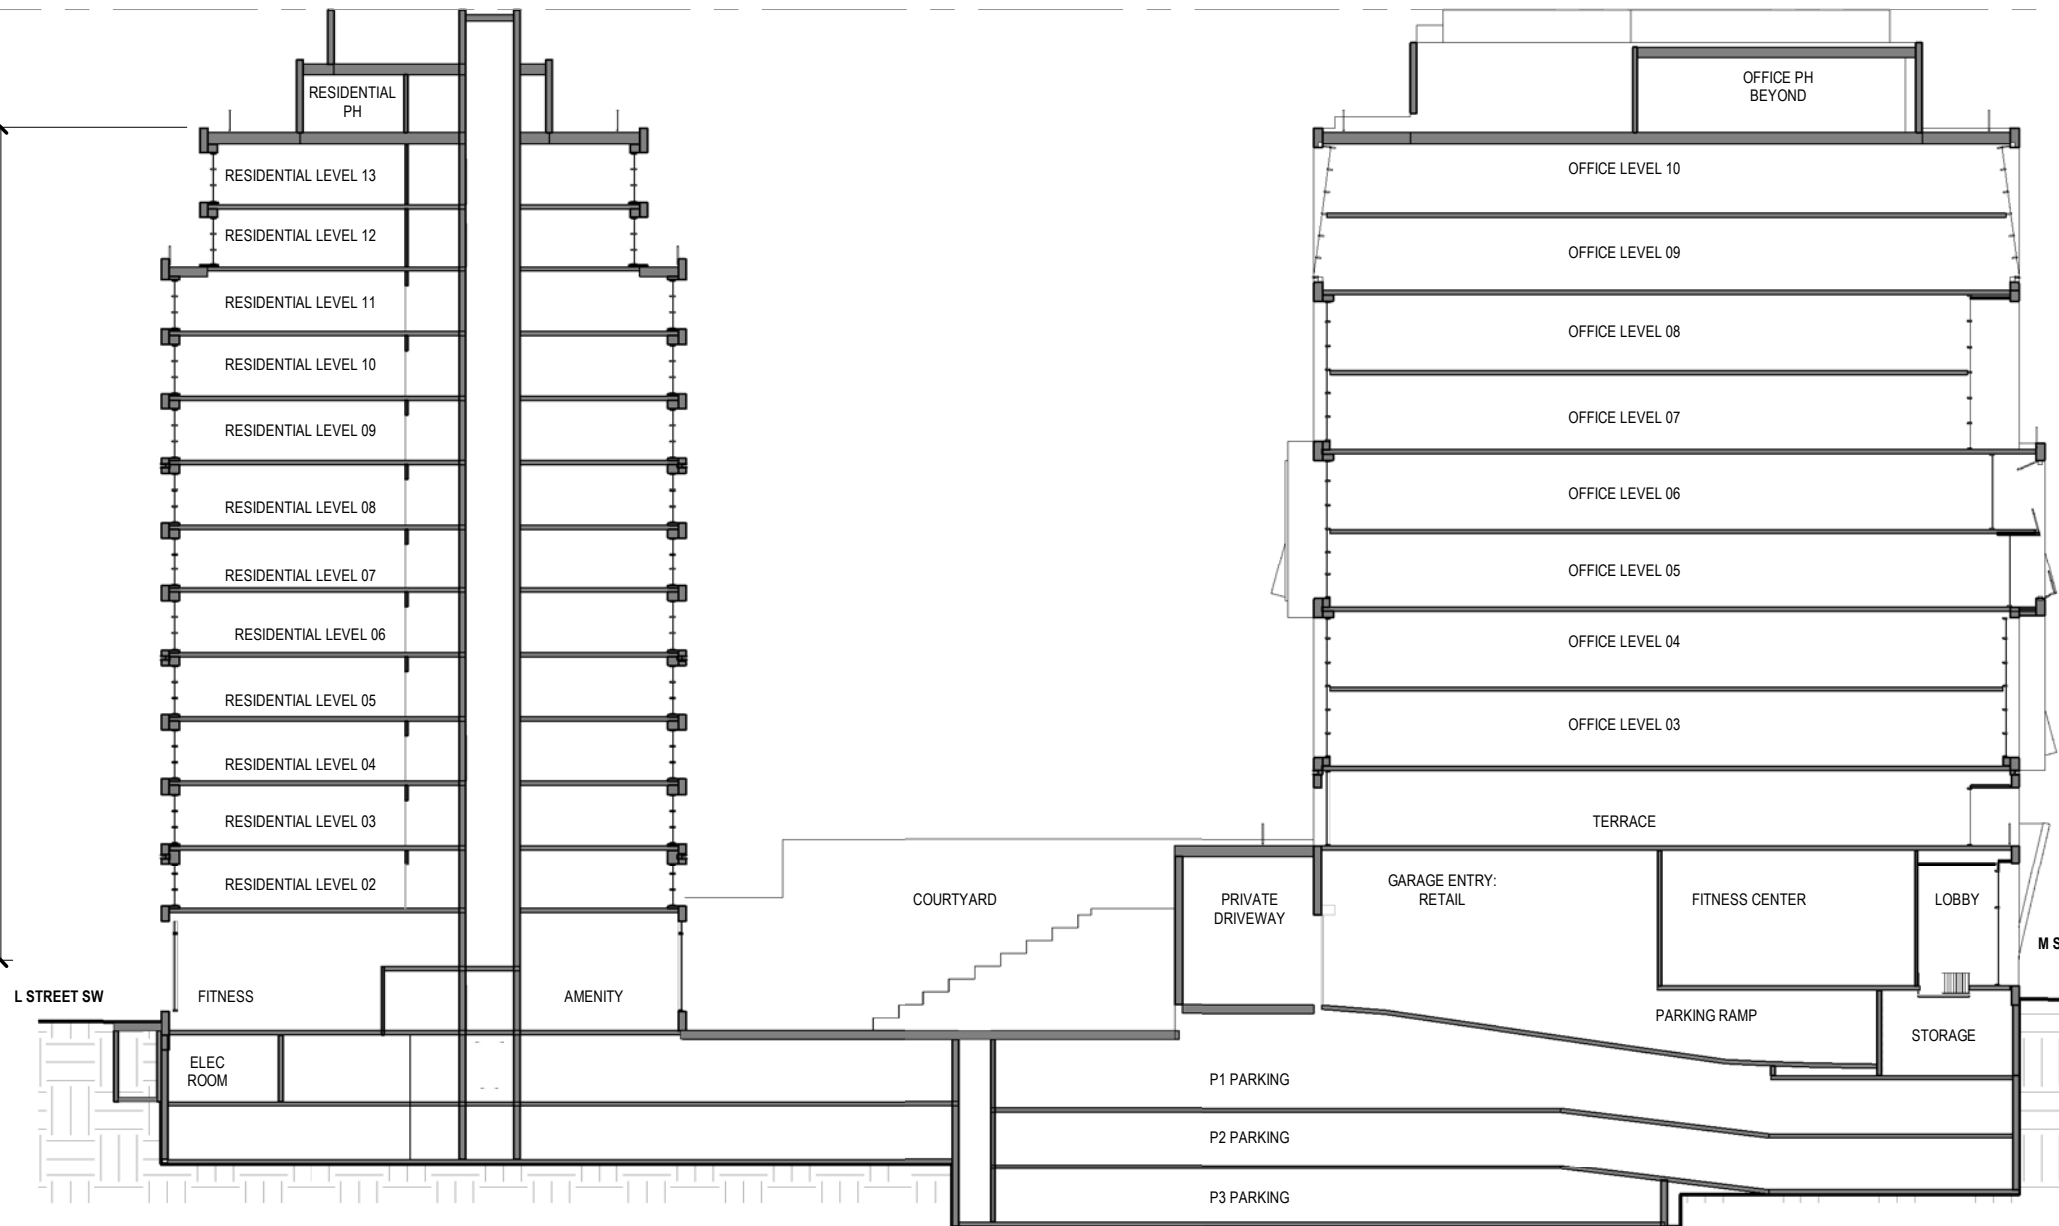 RESIDENTIAL
PH
RESIDENTIAL LEVEL 13
RESIDENTIAL LEVEL 12
RESIDENTIAL LEVEL 11
RESIDENTIAL LEVEL 10
RESIDENTIAL LEVEL 09
RESIDENTIAL LEVEL 08
RESIDENTIAL LEVEL 07
RESIDENTIAL LEVEL 06
RESIDENTIAL LEVEL 05
RESIDENTIAL LEVEL 04
RESIDENTIAL LEVEL 03
RESIDENTIAL LEVEL 02
L STREET SW
FITNESS
AMENITY
ELEC
ROOM
COURTYARD
PRIVATE
DRIVEWAY
OFFICE PH
BEYOND
OFFICE LEVEL 10
OFFICE LEVEL 09
OFFICE LEVEL 08
OFFICE LEVEL 07
OFFICE LEVEL 06
OFFICE LEVEL 05
OFFICE LEVEL 04
OFFICE LEVEL 03
TERRACE
GARAGE ENTRY:
RETAIL
FITNESS CENTER
LOBBY
M S
PARKING RAMP
STORAGE
P1 PARKING
P2 PARKING
P3 PARKING